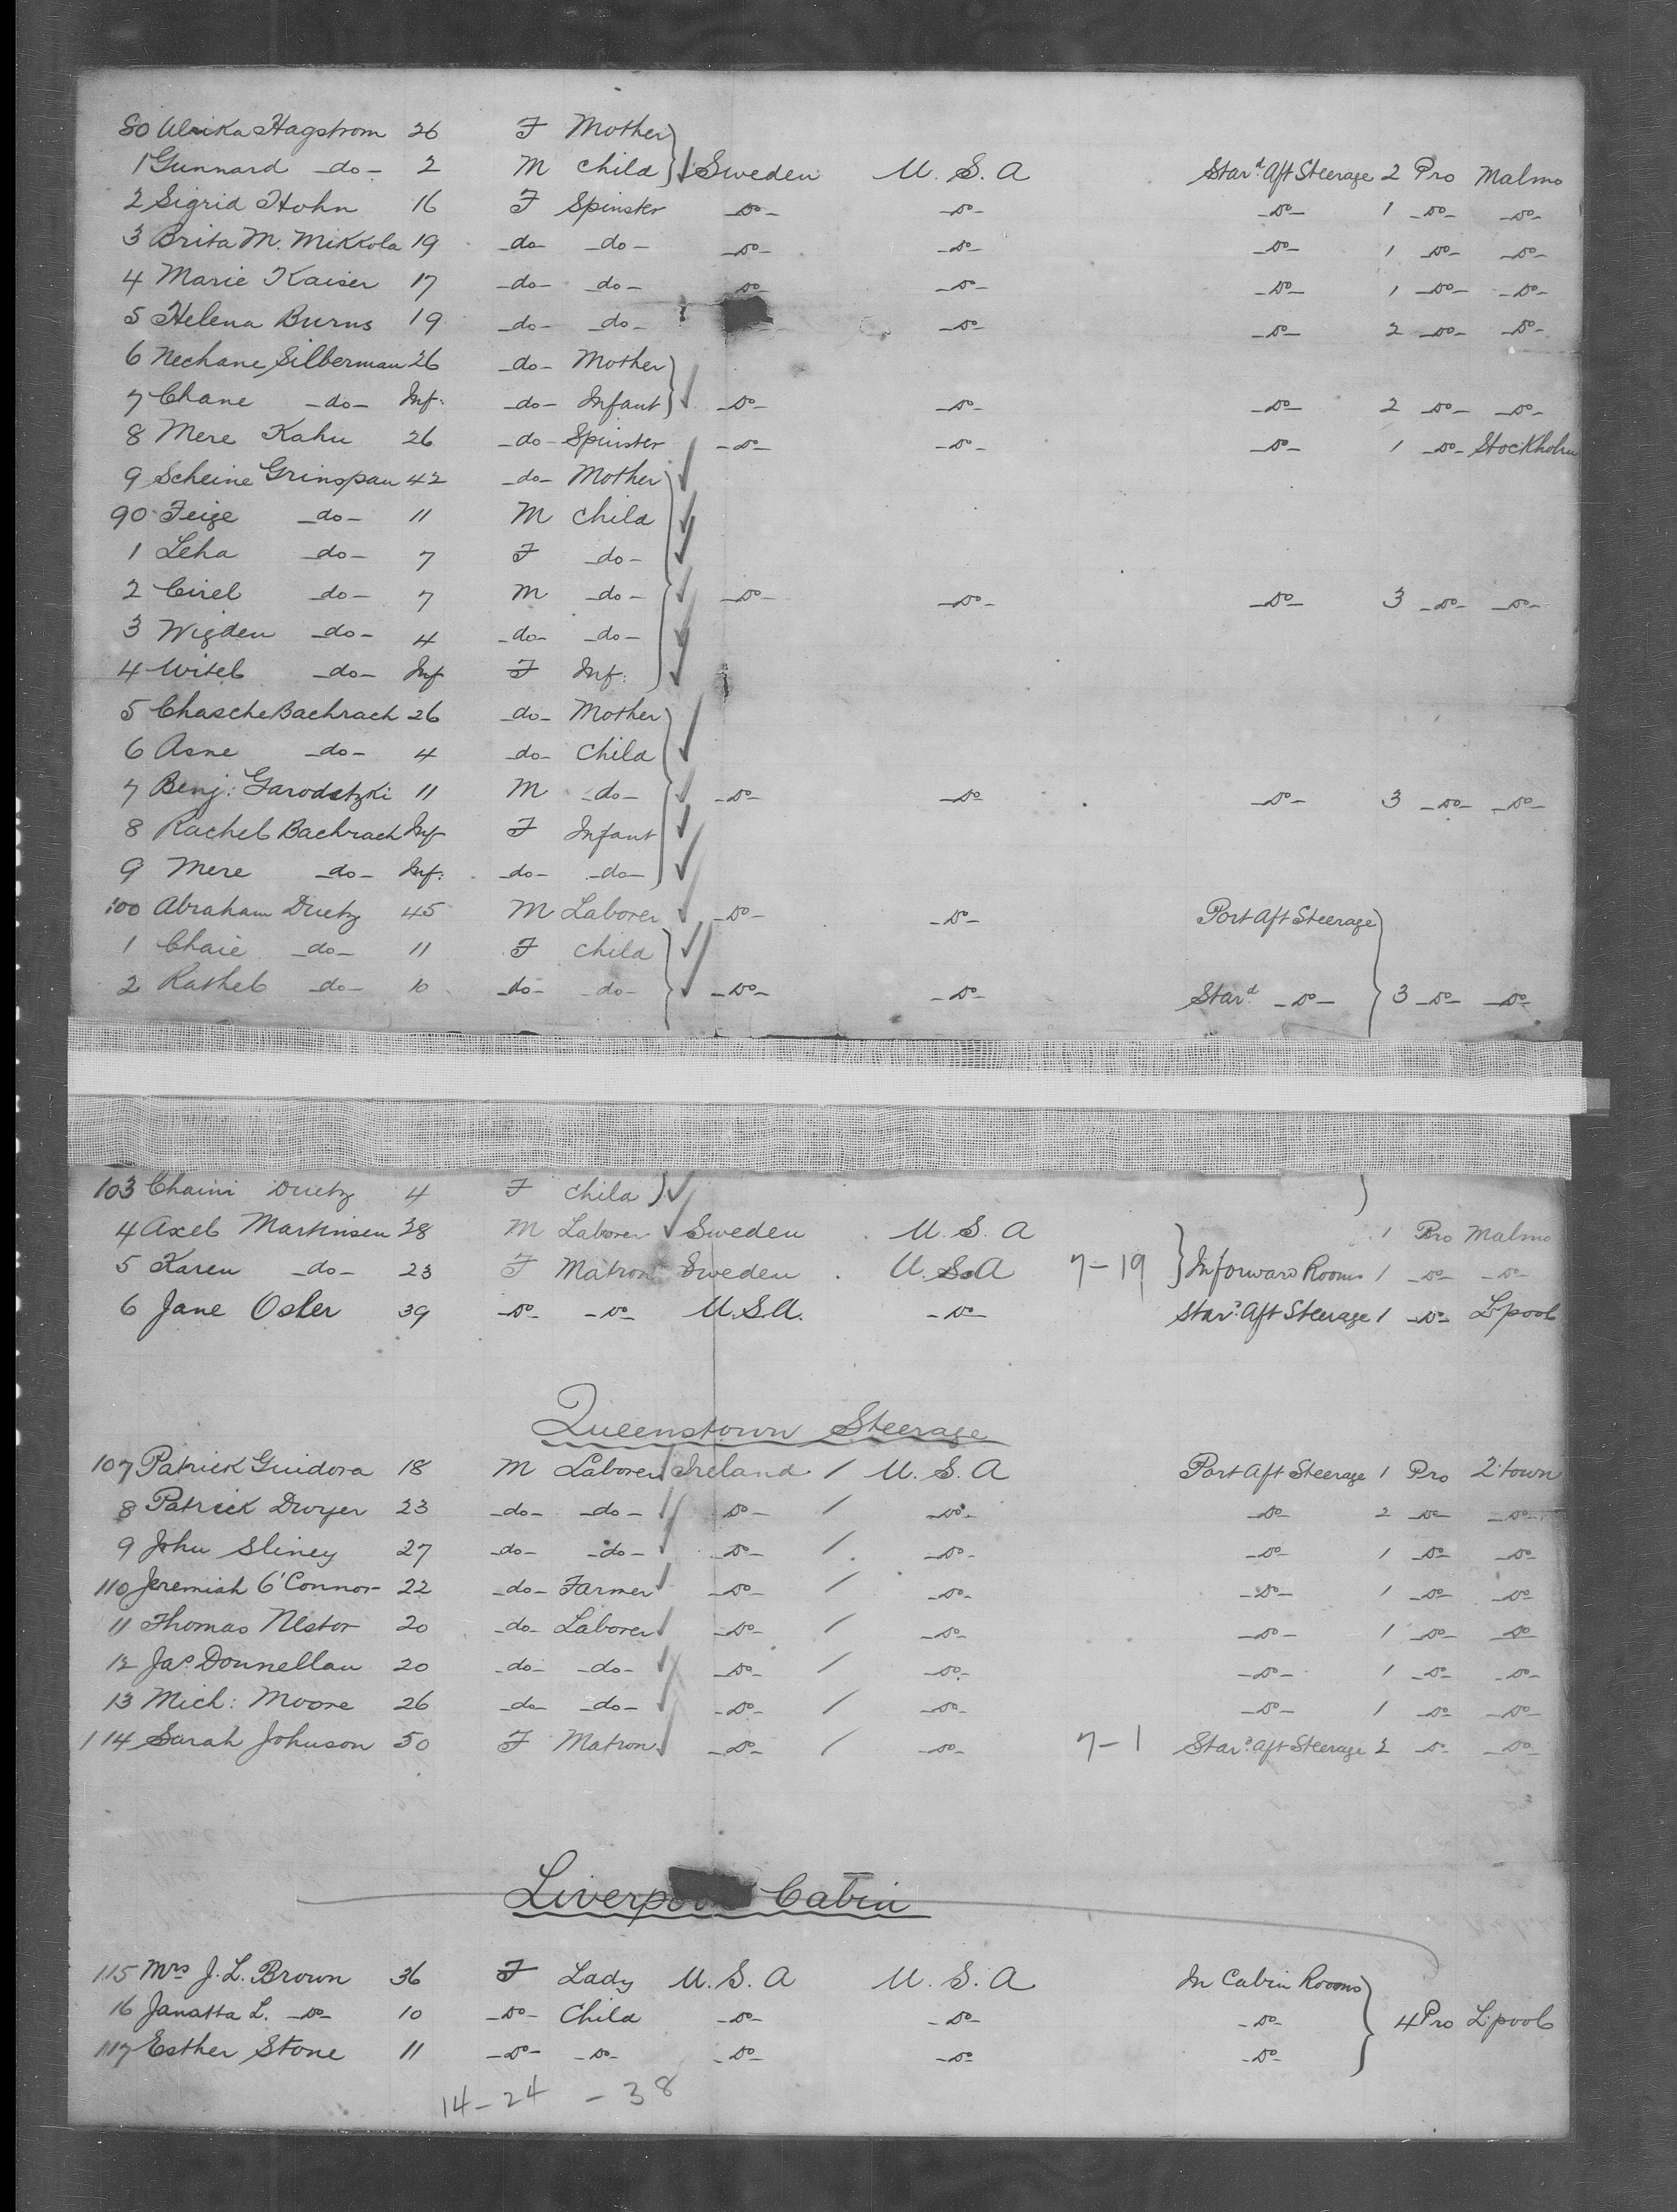 80 Ulrika Hagstrom 26 F Mother
1 Gunnard -do- 2 M Child Sweden U.S.A Star.d Aft Steerage 2 Pro Malmo
2 Sigrid Hohn 16 F Spinster -Do- -Do- -Do- 1 -Do- -Do-
3 Brita M. Mikkola 19 -do- -do- -Do- -Do- -Do- 1 -Do- -Do-
4 Marie Kaiser 17 -do- -do- -Do- -Do- -Do- 1 -Do- -Do-
5 Helena Burns 19 -do- -do- -Do- -Do- 2 -Do- -Do-
6 Nechane Silberman 26 -do- Mother
7 Chane -do- Inf: -do- Infant -Do- -Do- -Do- 2 -Do- -Do-
8 Mere Kahu 26 -do- Spinster -Do- -Do- -Do- 1 -Do- Stockholm
9 Scheine Grinspan 42 -do- Mother
90 Feige -do- 11 M Child
1 Leha -do- 7 F -do-
2 Cirel -do- 7 M -do- -Do- -Do- -Do- 3 -Do- -Do-
3 Wigden -do- 4 -do- -do-
4 Witel -do- Inf F Inf:
5 Chasche Bachrach 26 -do- Mother
6 Asne -do- 4 -do- Child
7 Benj: Garodetzki 11 M -do- -Do- -Do- -Do- 3 -Do- -Do-
8 Rachel Bachrach Inf F Infant
9 Mere -do- Inf: -do- -do-
100 Abraham Duetz 45 M Laborer -Do- -Do- Port Aft Steerage
1 Chaie -do- 11 F Child
2 Rathel -do- 10 -do- -do- -Do- -Do- Star.d -Do- 3 -Do- -Do-
103 Chaini Duetz 4 F Child
4 Axel Martinsen 28 M Laborer Sweden U.S.A 1 Pro Malmo
5 Karen -do- 23 F Matron Sweden U.S.A 7-19 In forward Rooms 1 -Do- -Do-
6 Jane Osler 39 -Do- -Do- U.S.A. -Do- Star.d Aft Steerage 1 -Do- L'pool
Queenstown Steerage
107 Patrick Guidora 18 M Laborer Ireland / U.S.A Port Aft Steerage 1 Pro Q'town
8 Patrick Dwyer 23 -do- -do- -Do- / -Do- -Do- 2 -Do- -Do-
9 John Sliney 27 -do- -do- -Do- / -Do- -Do- 1 -Do- -Do-
110 Jeremiah O'Connor 22 -do- Farmer -Do- / -Do- -Do- 1 -Do- -Do-
11 Thomas Nestor 20 -do- Laborer -Do- / -Do- -Do- 1 -Do- -Do-
12 Jas. Donnellan 20 -do- -do- -Do- / -Do- -Do- 1 -Do- -Do-
13 Mich: Moore 26 -do- -do- -Do- / -Do- -Do- 1 -Do- -Do-
114 Sarah Johnson 50 F Matron -Do- / -Do- 7-1 Star.d Aft Steerage 2 -Do- -Do-
Liverpool Cabin
115 Mrs J. L. Brown 36 F Lady U.S.A U.S.A In Cabin Rooms
16 Janatta L. -Do- 10 -Do- Child -Do- -Do- -Do- 4 Pro L'pool
117 Esther Stone 11 -Do- -Do- -Do- -Do- -Do-
14-24 - 38